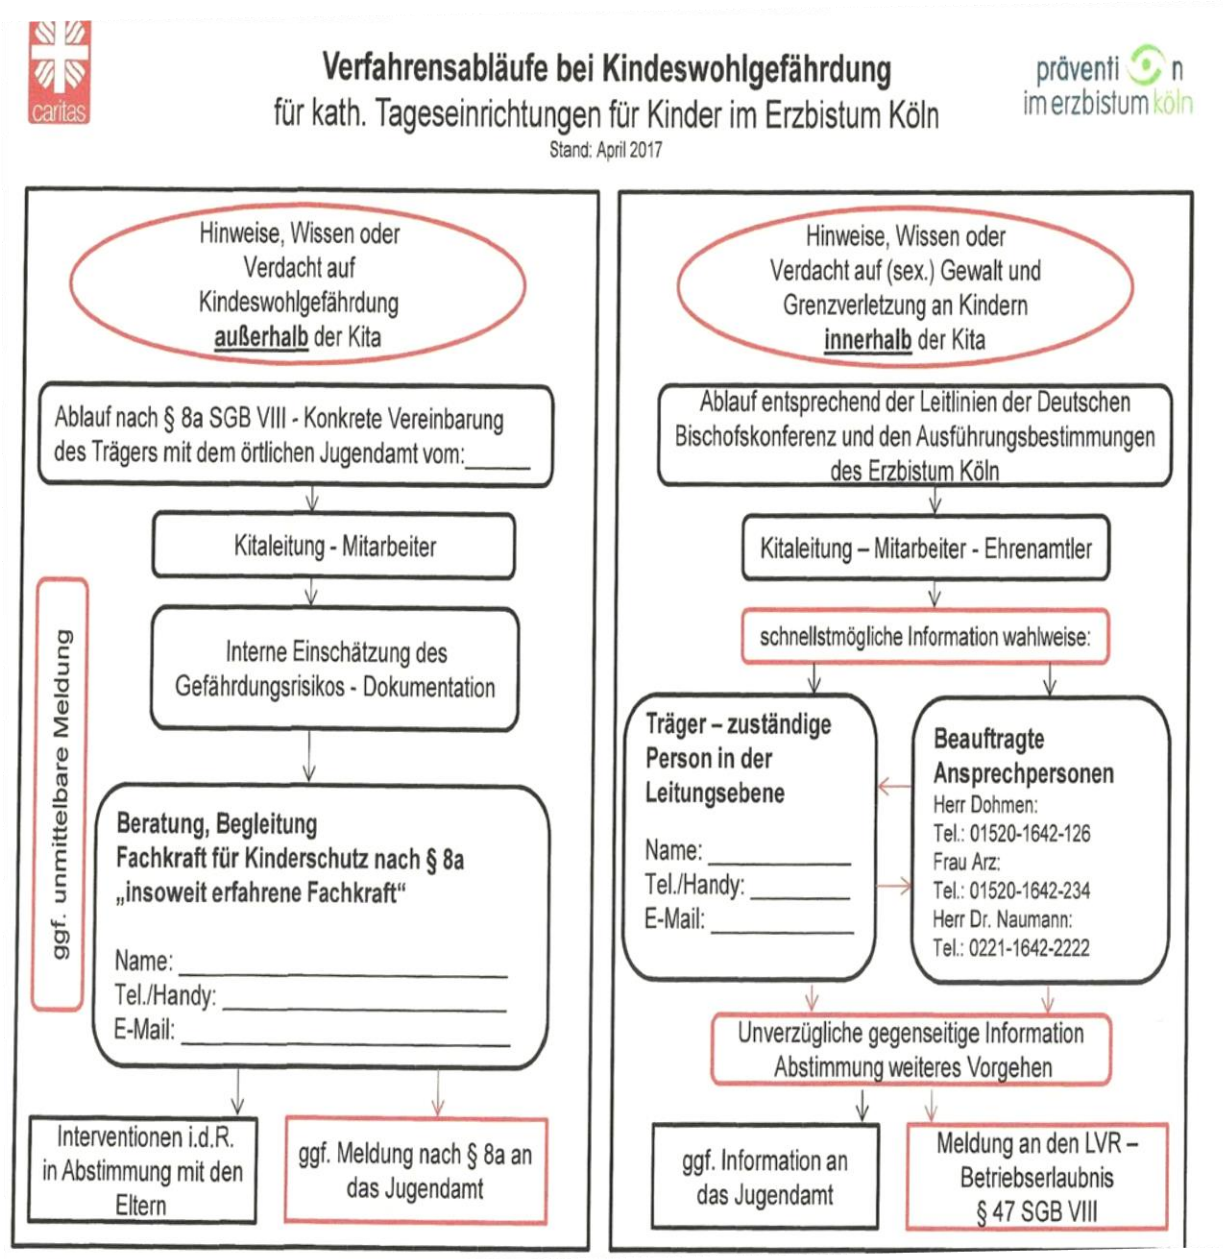 caritas
Verfahrensabläufe bei Kindeswohlgefährdung
für kath. Tageseinrichtungen für Kinder im Erzbistum Köln
Stand: April 2017
präventi n
im erzbistum köln
Hinweise, Wissen oder
Verdacht auf
Kindeswohlgefährdung
außerhalb der Kita
Ablauf nach § 8a SGB VIII - Konkrete Vereinbarung
des Trägers mit dem örtlichen Jugendamt vom:______
Kitaleitung - Mitarbeiter
Interne Einschätzung des
Gefährdungsrisikos - Dokumentation
ggf. unmittelbare Meldung
Beratung, Begleitung
Fachkraft für Kinderschutz nach § 8a
„insoweit erfahrene Fachkraft“
Name: ______
Tel./Handy: ______
E-Mail: ______
Interventionen i.d.R.
in Abstimmung mit den
Eltern
ggf. Meldung nach § 8a an
das Jugendamt
Hinweise, Wissen oder
Verdacht auf (sex.) Gewalt und
Grenzverletzung an Kindern
innerhalb der Kita
Ablauf entsprechend der Leitlinien der Deutschen
Bischofskonferenz und den Ausführungsbestimmungen
des Erzbistum Köln
Kitaleitung – Mitarbeiter - Ehrenamtler
schnellstmögliche Information wahlweise:
Träger – zuständige
Person in der
Leitungsebene
Name: ______
Tel./Handy: ______
E-Mail: ______
Beauftragte
Ansprechpersonen
Herr Dohmen:
Tel.: 01520-1642-126
Frau Arz:
Tel.: 01520-1642-234
Herr Dr. Naumann:
Tel.: 0221-1642-2222
Unverzügliche gegenseitige Information
Abstimmung weiteres Vorgehen
ggf. Information an
das Jugendamt
Meldung an den LVR –
Betriebserlaubnis
§ 47 SGB VIII